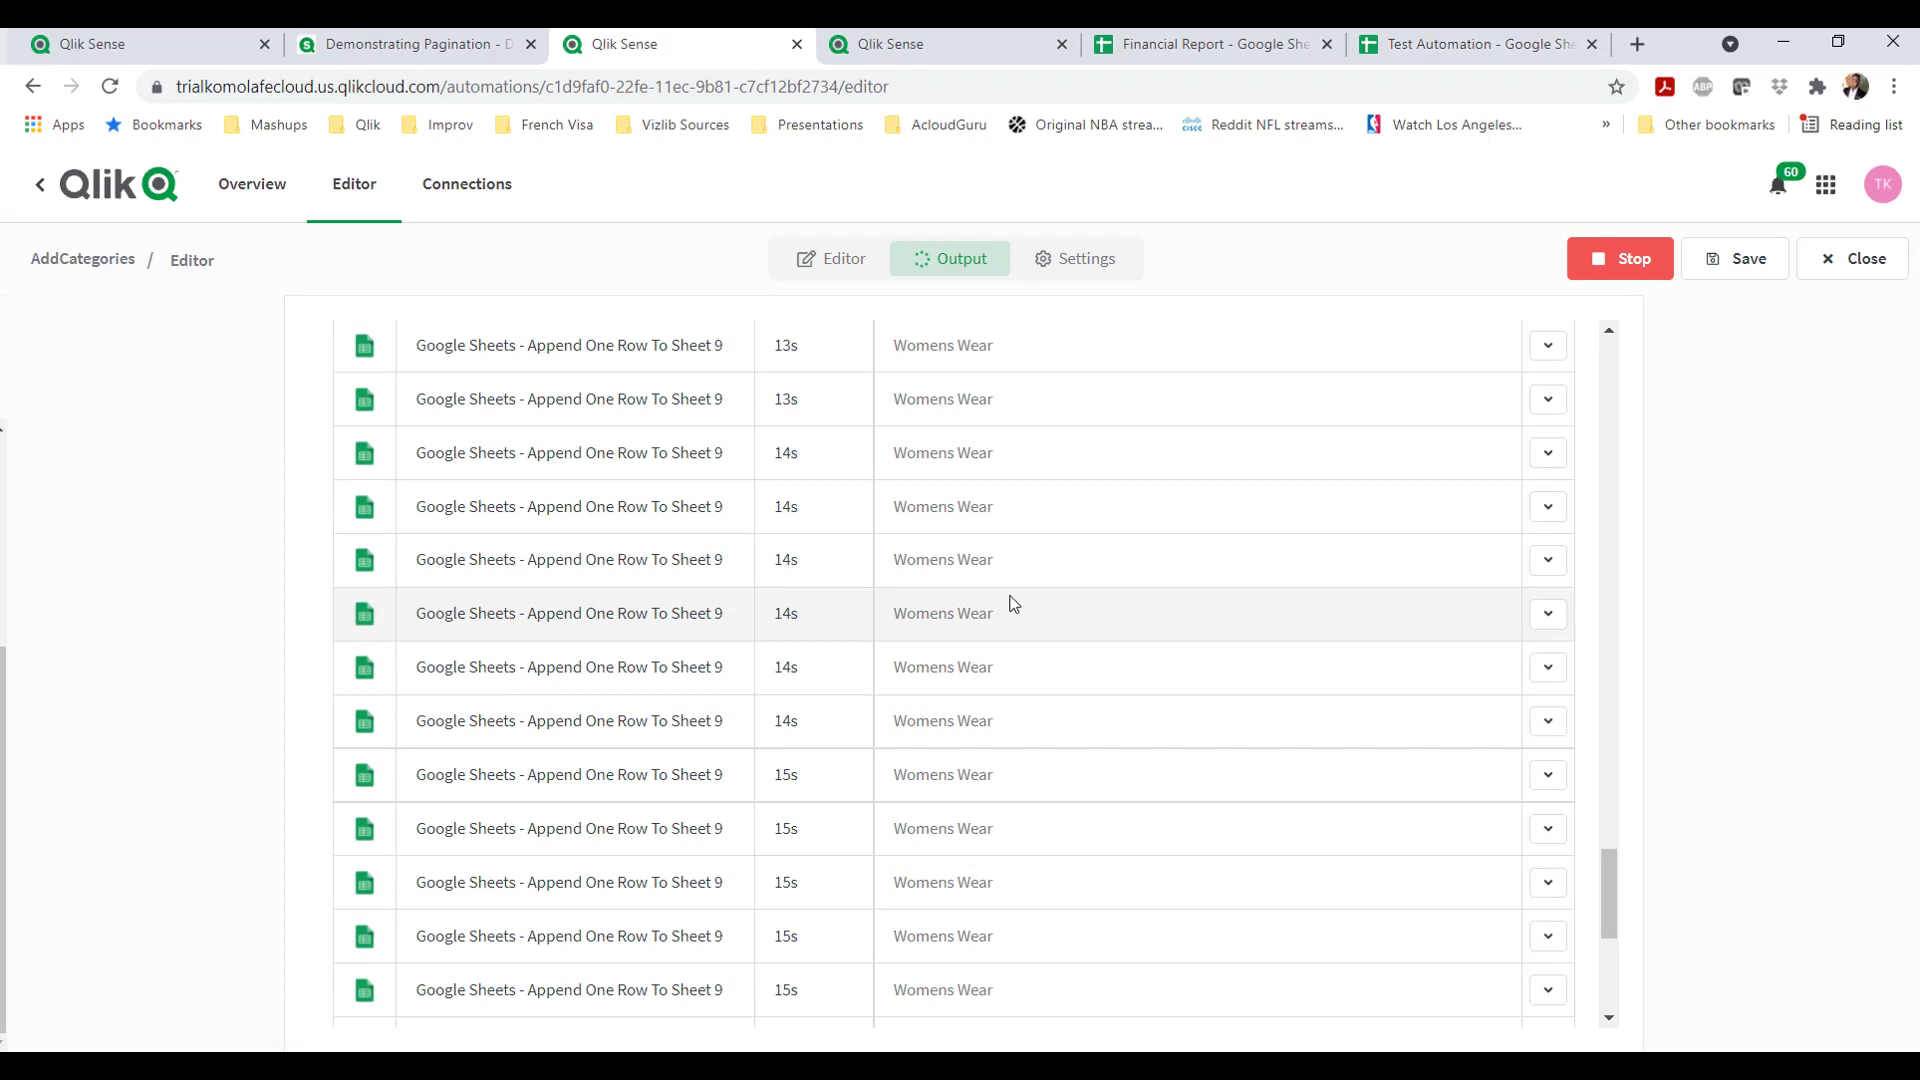 Qlik Sense
Demonstrating Pagination - D
Qlik Sense
Qlik Sense
Financial Report - Google She
Test Automation - Google She
trialkomolafecloud.us.qlikcloud.com/automations/c1d9faf0-22fe-11ec-9b81-c7cf12bf2734/editor
ABP
Apps
Bookmarks
Mashups
Qlik
Improv
French Visa
Vizlib Sources
Presentations
AcloudGuru
Original NBA strea...
Reddit NFL streams...
Watch Los Angeles...
»
Other bookmarks
Reading list
Qlik
Overview
Editor
Connections
60
TK
AddCategories / Editor
Editor
Output
Settings
Stop
Save
Close
Google Sheets - Append One Row To Sheet 9 13s Womens Wear
Google Sheets - Append One Row To Sheet 9 13s Womens Wear
Google Sheets - Append One Row To Sheet 9 14s Womens Wear
Google Sheets - Append One Row To Sheet 9 14s Womens Wear
Google Sheets - Append One Row To Sheet 9 14s Womens Wear
Google Sheets - Append One Row To Sheet 9 14s Womens Wear
Google Sheets - Append One Row To Sheet 9 14s Womens Wear
Google Sheets - Append One Row To Sheet 9 14s Womens Wear
Google Sheets - Append One Row To Sheet 9 15s Womens Wear
Google Sheets - Append One Row To Sheet 9 15s Womens Wear
Google Sheets - Append One Row To Sheet 9 15s Womens Wear
Google Sheets - Append One Row To Sheet 9 15s Womens Wear
Google Sheets - Append One Row To Sheet 9 15s Womens Wear